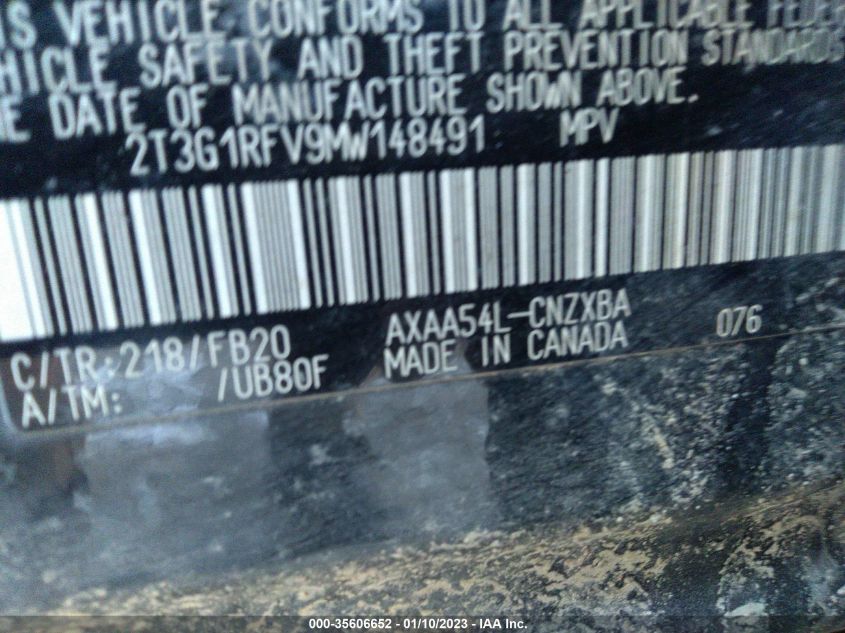 IS VEHICLE CONFORMS TO ALL APPLICABLE FEDER
HICLE SAFETY AND THEFT PREVENTION STANDARDS
E DATE OF MANUFACTURE SHOWN ABOVE.
2T3G1RFV9MW148491 MPV
C/TR:218/FB20 AXAA54L-CNZXBA 076
A/TM: /UB80F MADE IN CANADA
000-35606652 - 01/10/2023 - IAA Inc.